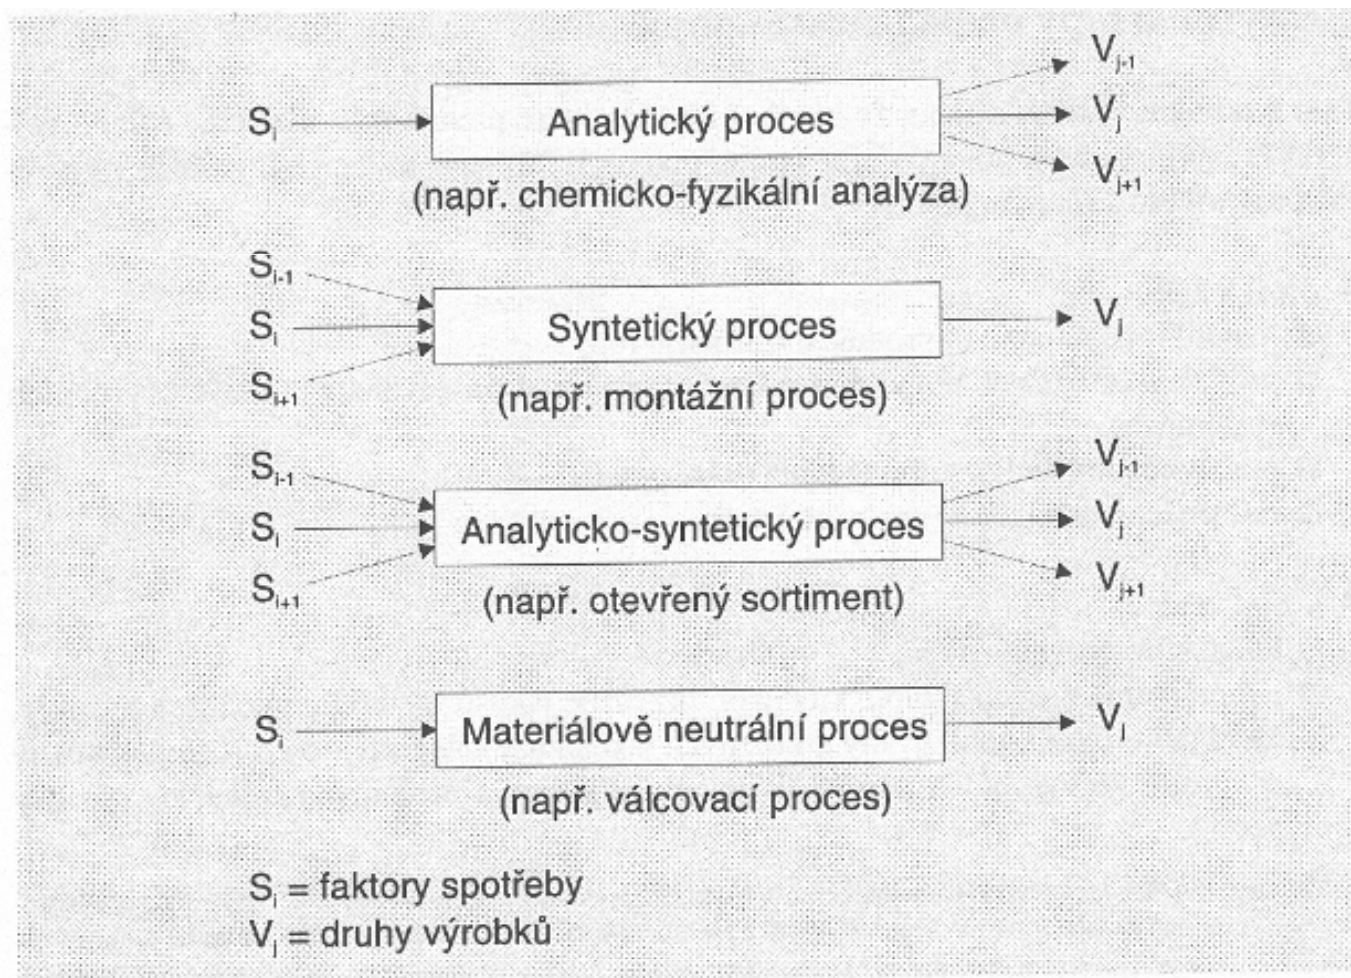 V_{j-1}
S_i Analytický proces V_j
V_{j+1}
(např. chemicko-fyzikální analýza)
S_{i-1}
S_i Syntetický proces V_j
S_{i+1}
(např. montážní proces)
S_{i-1} V_{j-1}
S_i Analyticko-syntetický proces V_j
S_{i+1} V_{j+1}
(např. otevřený sortiment)
S_i Materiálově neutrální proces V_j
(např. válcovací proces)
S_i = faktory spotřeby
V_j = druhy výrobků